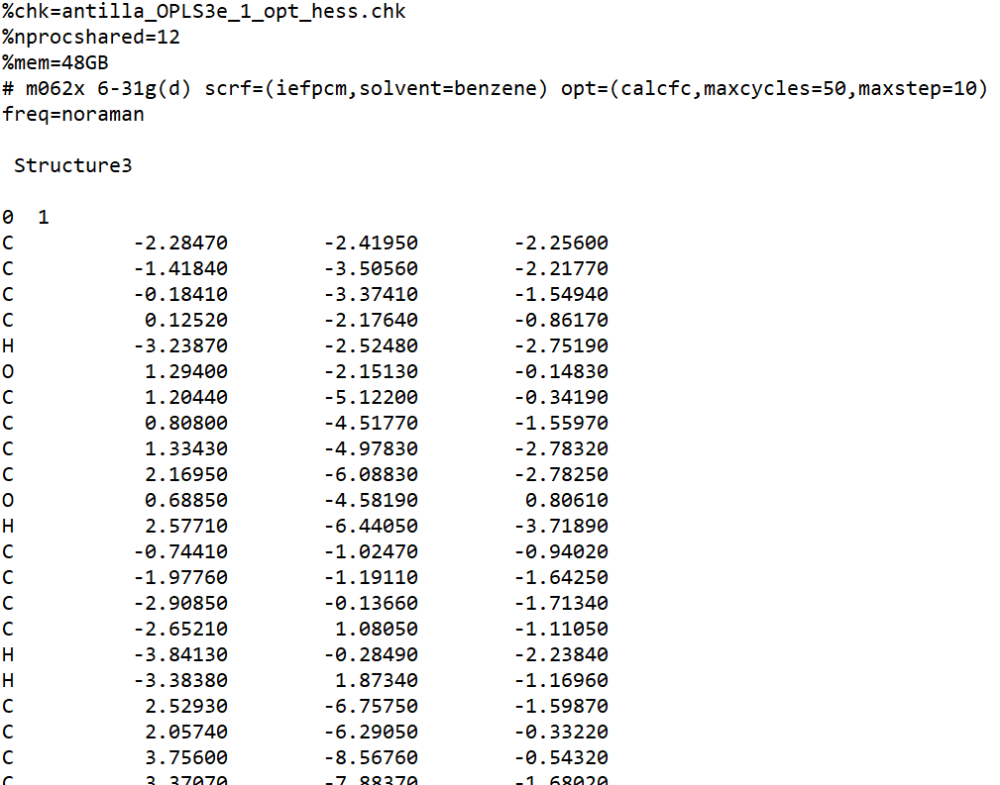 %chk=antilla_OPLS3e_1_opt_hess.chk
%nprocshared=12
%mem=48GB
# m062x 6-31g(d) scrf=(iefpcm,solvent=benzene) opt=(calcfc,maxcycles=50,maxstep=10)
freq=noraman
Structure3
0 1
C -2.28470 -2.41950 -2.25600
C -1.41840 -3.50560 -2.21770
C -0.18410 -3.37410 -1.54940
C 0.12520 -2.17640 -0.86170
H -3.23870 -2.52480 -2.75190
O 1.29400 -2.15130 -0.14830
C 1.20440 -5.12200 -0.34190
C 0.80800 -4.51770 -1.55970
C 1.33430 -4.97830 -2.78320
C 2.16950 -6.08830 -2.78250
O 0.68850 -4.58190 0.80610
H 2.57710 -6.44050 -3.71890
C -0.74410 -1.02470 -0.94020
C -1.97760 -1.19110 -1.64250
C -2.90850 -0.13660 -1.71340
C -2.65210 1.08050 -1.11050
H -3.84130 -0.28490 -2.23840
H -3.38380 1.87340 -1.16960
C 2.52930 -6.75750 -1.59870
C 2.05740 -6.29050 -0.33220
C 3.75600 -8.56760 -0.54320
C 3.37070 -7.88370 -1.68020